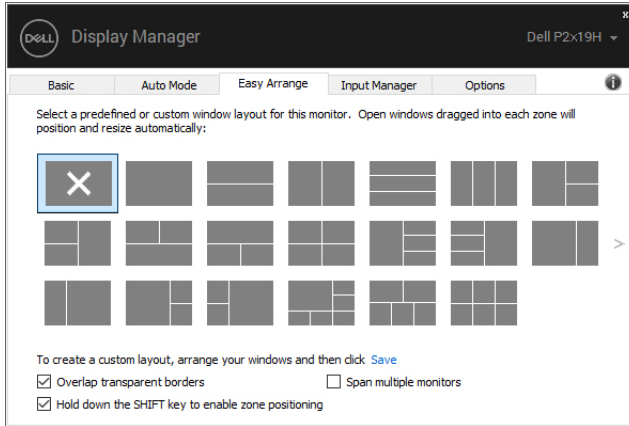 x
DELL Display Manager
Dell P2x19H
Basic Auto Mode Easy Arrange Input Manager Options i
Select a predefined or custom window layout for this monitor. Open windows dragged into each zone will
position and resize automatically:
To create a custom layout, arrange your windows and then click Save
Overlap transparent borders
Span multiple monitors
Hold down the SHIFT key to enable zone positioning